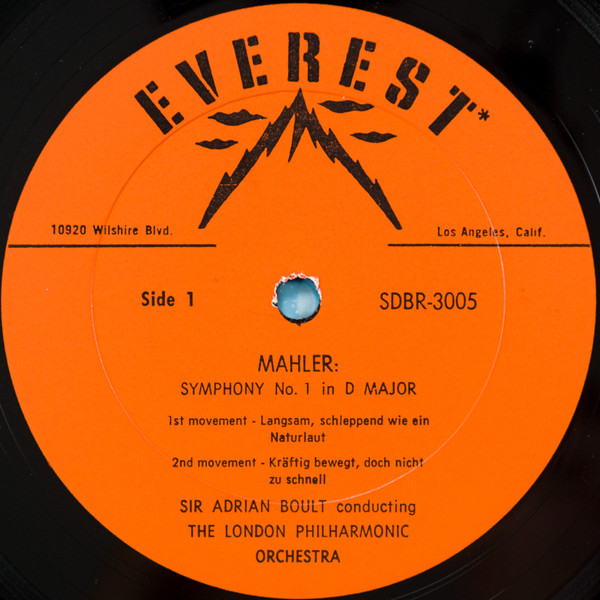 EVEREST*
10920 Wilshire Blvd.
Los Angeles, Calif.
Side 1
SDBR-3005
MAHLER:
SYMPHONY No. 1 in D MAJOR
1st movement - Langsam, schleppend wie ein
Naturlaut
2nd movement - Kräftig bewegt, doch nicht
zu schnell
SIR ADRIAN BOULT conducting
THE LONDON PHILHARMONIC
ORCHESTRA